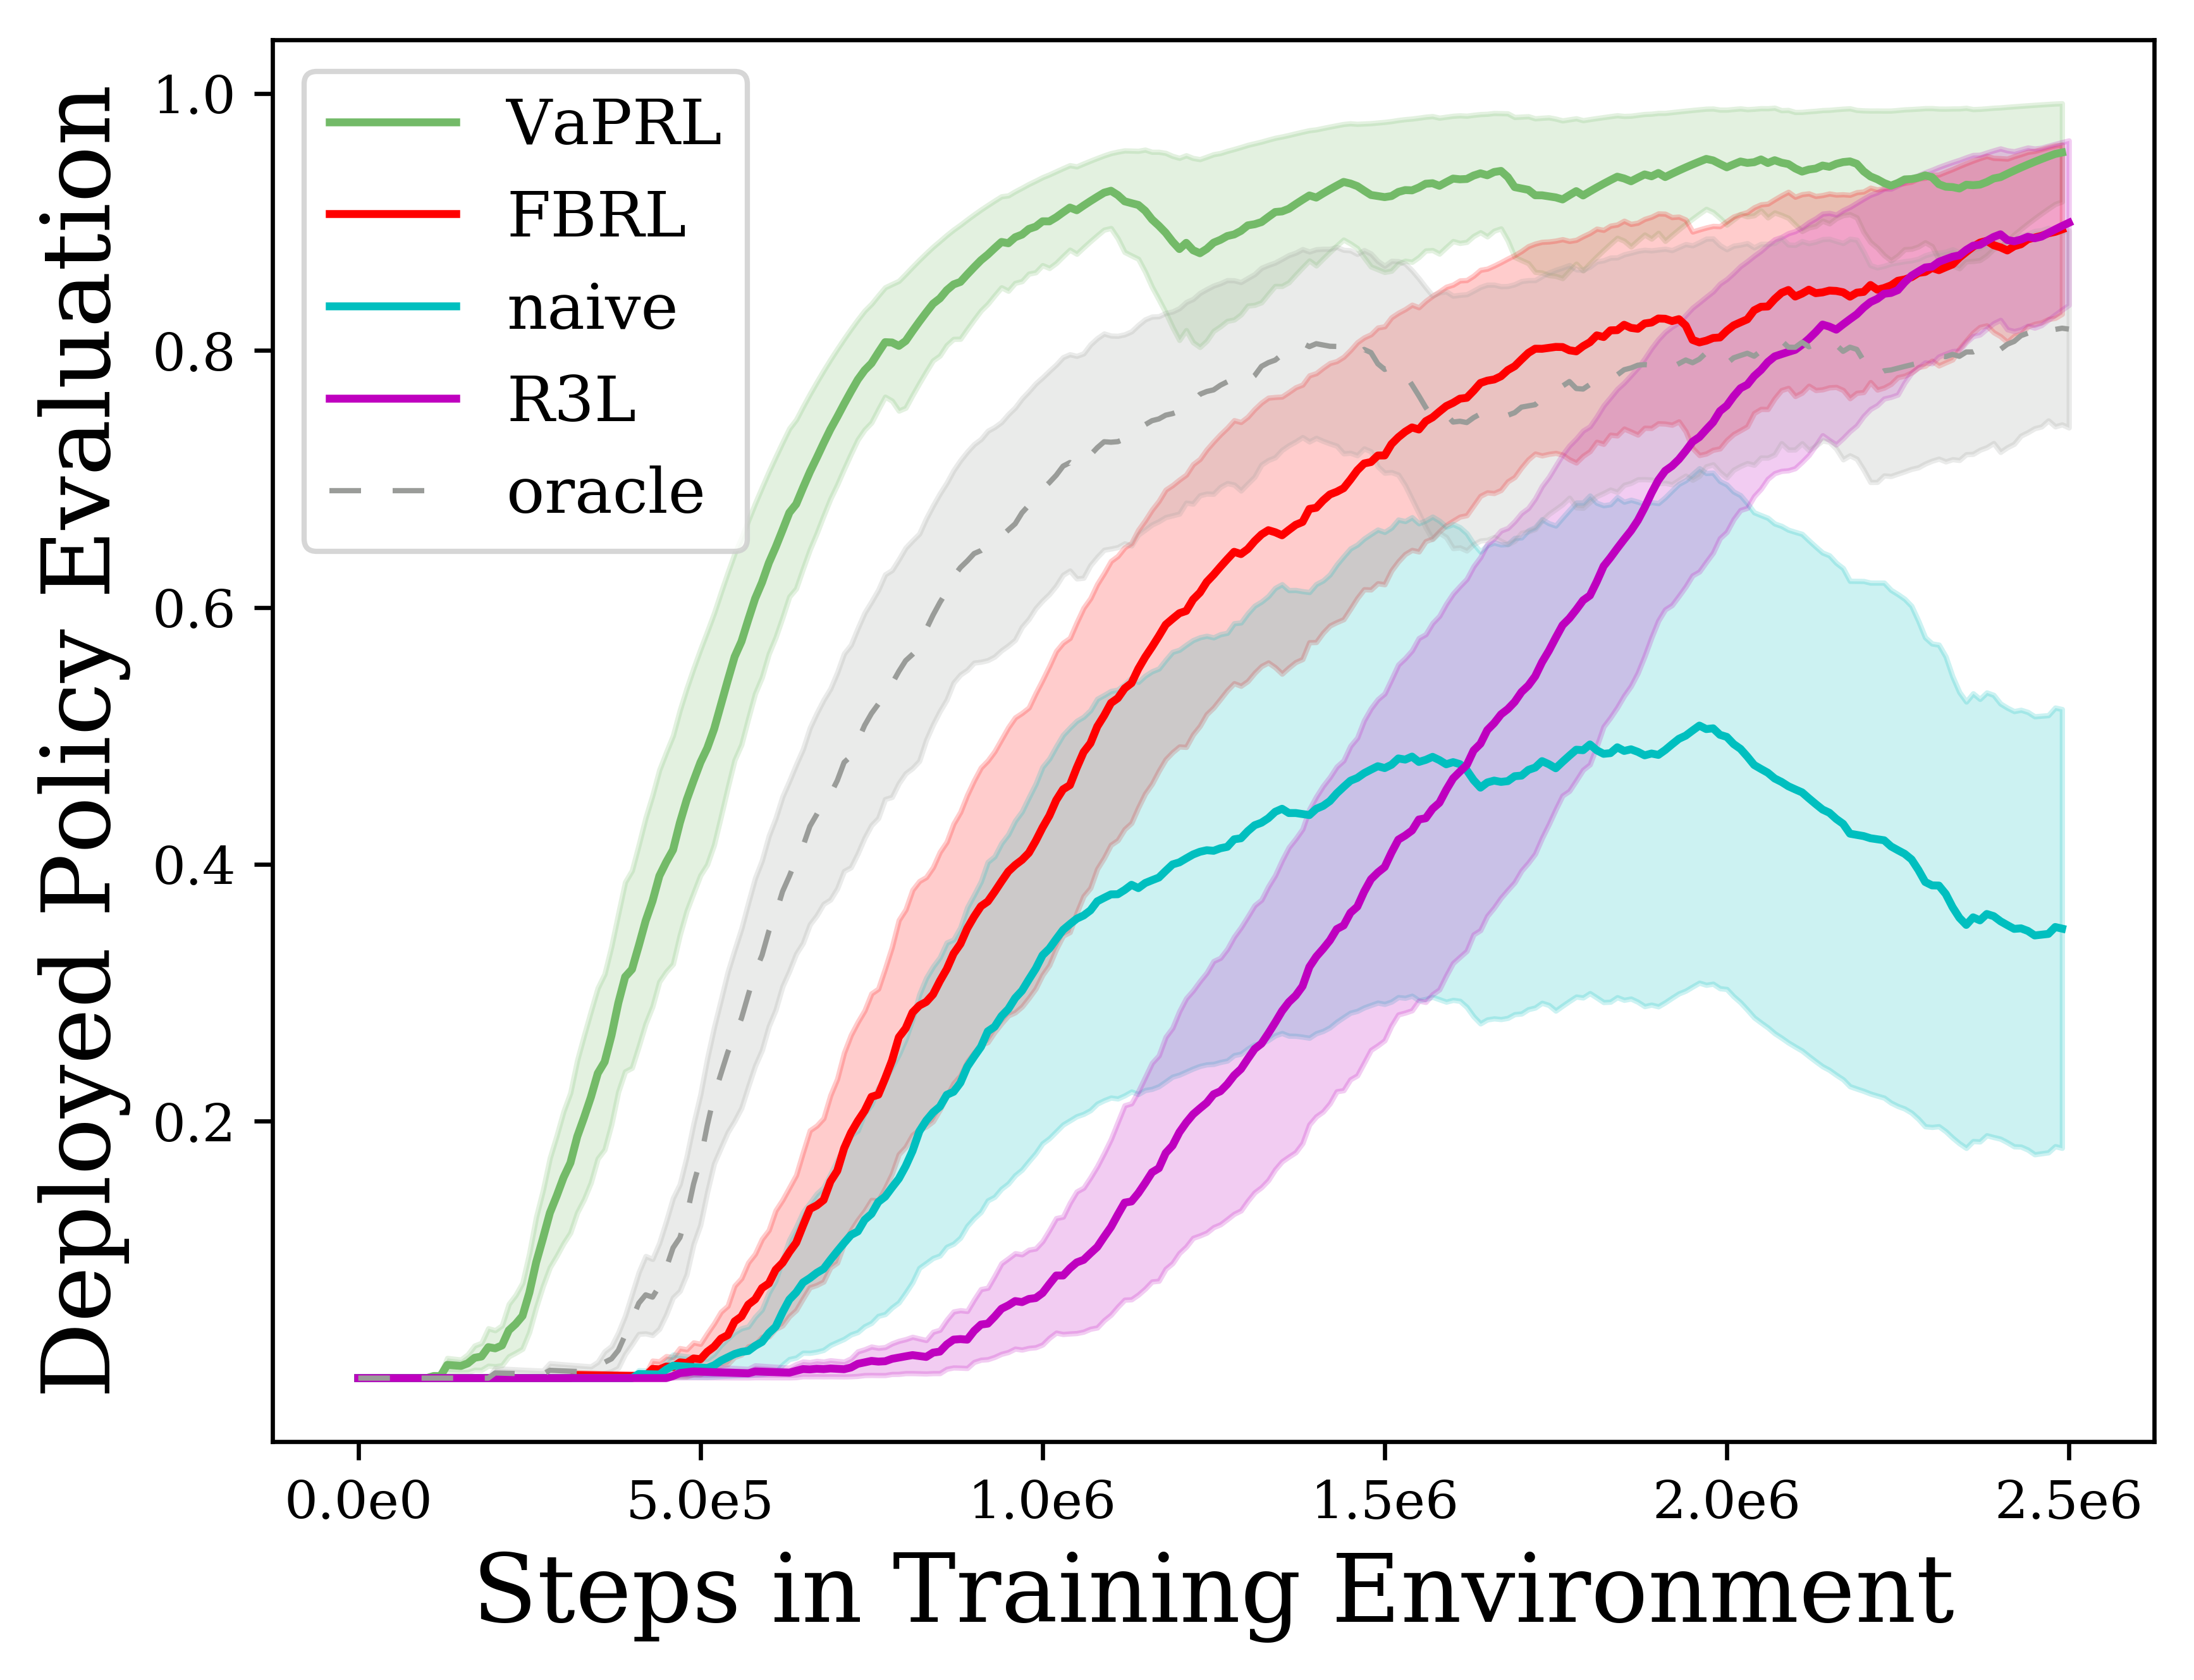 Deployed Policy Evaluation
1.0
0.8
0.6
0.4
0.2
VaPRL
FBRL
naive
R3L
oracle
0.0e0
5.0e5
1.0e6
1.5e6
2.0e6
2.5e6
Steps in Training Environment